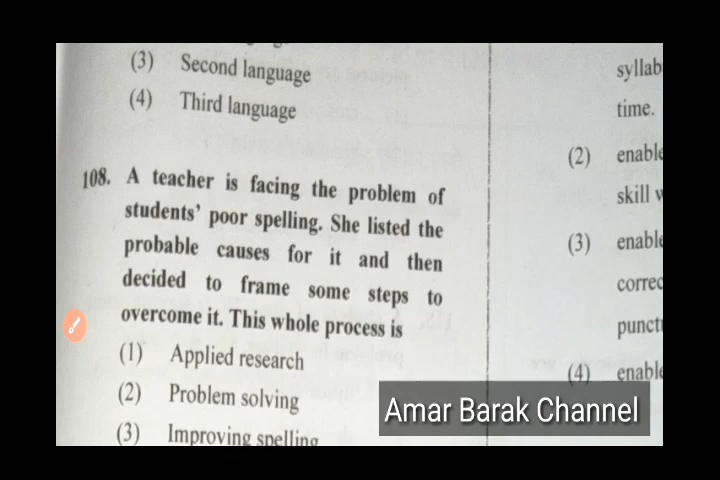 (3) Second language
(4) Third language
108. A teacher is facing the problem of
students' poor spelling. She listed the
probable causes for it and then
decided to frame some steps to
overcome it. This whole process is
(1) Applied research
(2) Problem solving
(3) Improving spelling
syllab
time.
(2) enable
skill
(3) enable
correc
punct
(4) enable
Amar Barak Channel